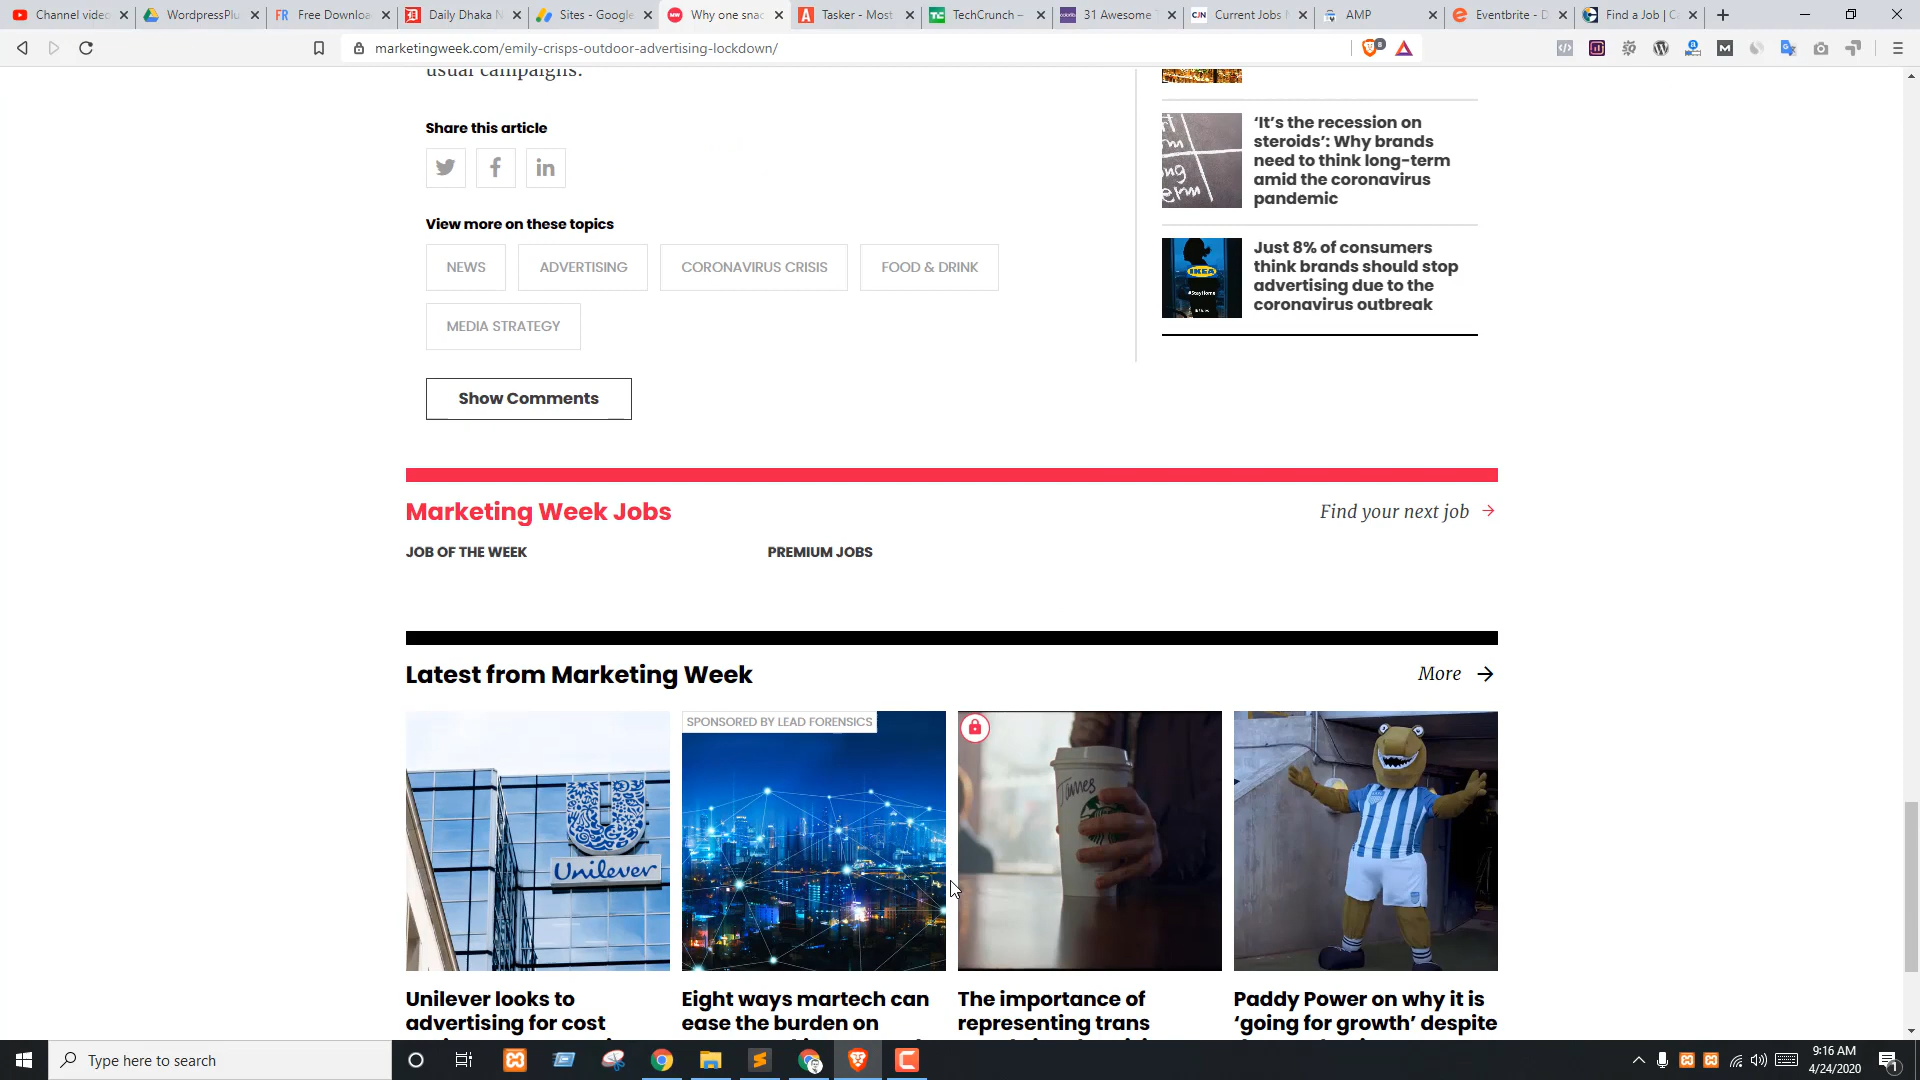 Channel video
WordpressPlu
FR Free Downloa
Daily Dhaka N
Sites - Google
Why one snac
A Tasker - Most
TC TechCrunch –
31 Awesome
C/N Current Jobs
AMP
Eventbrite - D
Find a Job | C
marketingweek.com/emily-crisps-outdoor-advertising-lockdown/
8
usual campaigns.
Share this article
View more on these topics
NEWS
ADVERTISING
CORONAVIRUS CRISIS
FOOD & DRINK
MEDIA STRATEGY
Show Comments
‘It’s the recession on
steroids’: Why brands
need to think long-term
amid the coronavirus
pandemic
IKEA
Just 8% of consumers
think brands should stop
advertising due to the
coronavirus outbreak
Marketing Week Jobs
Find your next job
JOB OF THE WEEK
PREMIUM JOBS
Latest from Marketing Week
More
Unilever
SPONSORED BY LEAD FORENSICS
James
Unilever looks to
advertising for cost
Eight ways martech can
ease the burden on
The importance of
representing trans
Paddy Power on why it is
‘going for growth’ despite
Type here to search
9:16 AM
4/24/2020
1